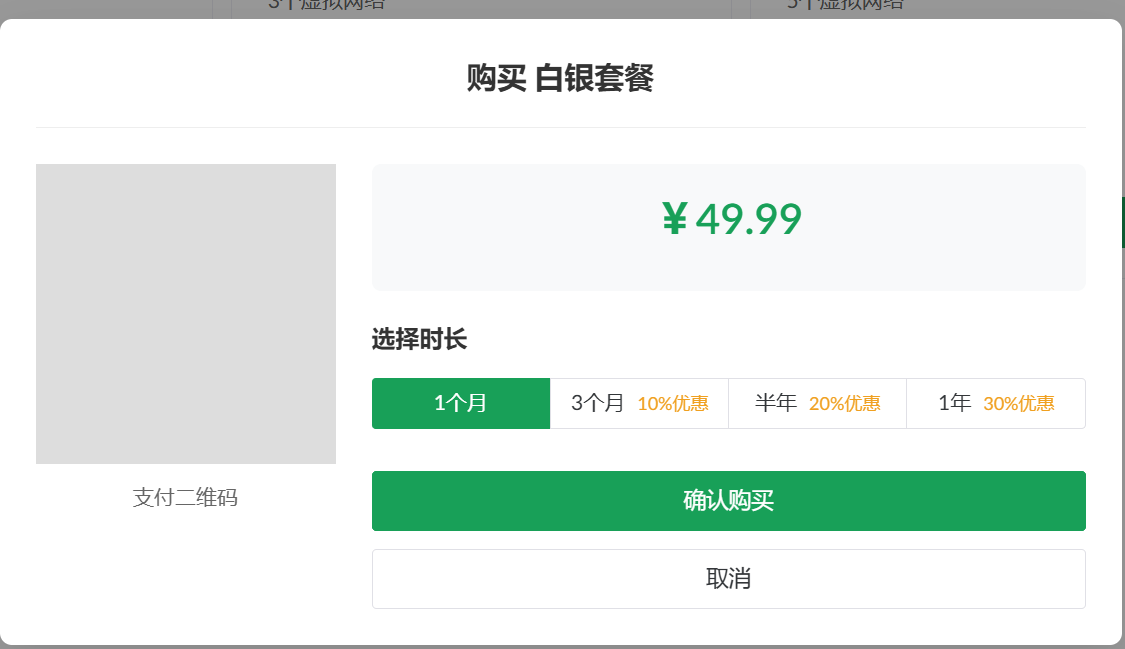 3个虚拟网络
5个虚拟网络
购买 白银套餐
¥ 49.99
选择时长
1个月
3个月 10%优惠
半年 20%优惠
1年 30%优惠
支付二维码
确认购买
取消